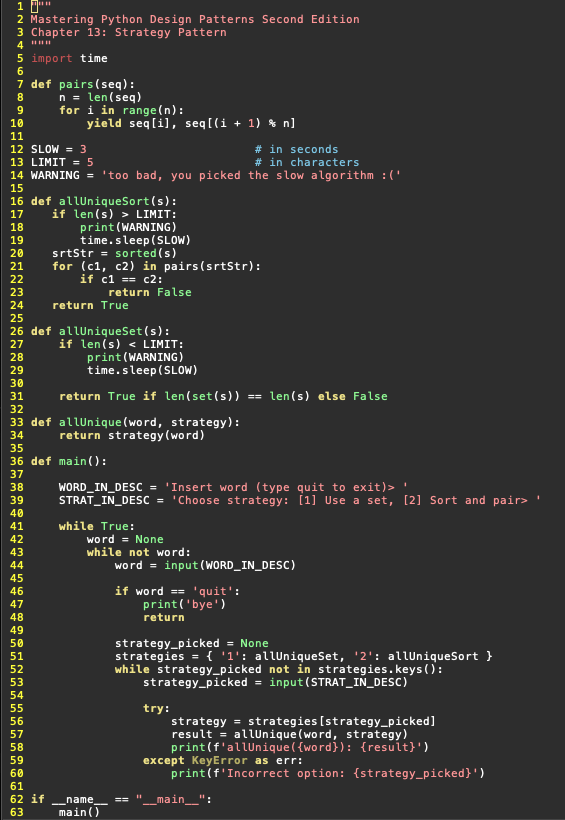 1 """
2 Mastering Python Design Patterns Second Edition
3 Chapter 13: Strategy Pattern
4 """
5 import time
6
7 def pairs(seq):
8     n = len(seq)
9     for i in range(n):
10         yield seq[i], seq[(i + 1) % n]
11
12 SLOW = 3                        # in seconds
13 LIMIT = 5                       # in characters
14 WARNING = 'too bad, you picked the slow algorithm :('
15
16 def allUniqueSort(s):
17    if len(s) > LIMIT:
18        print(WARNING)
19        time.sleep(SLOW)
20    srtStr = sorted(s)
21    for (c1, c2) in pairs(srtStr):
22        if c1 == c2:
23            return False
24    return True
25
26 def allUniqueSet(s):
27     if len(s) < LIMIT:
28         print(WARNING)
29         time.sleep(SLOW)
30
31     return True if len(set(s)) == len(s) else False
32
33 def allUnique(word, strategy):
34     return strategy(word)
35
36 def main():
37
38     WORD_IN_DESC = 'Insert word (type quit to exit)> '
39     STRAT_IN_DESC = 'Choose strategy: [1] Use a set, [2] Sort and pair> '
40
41     while True:
42         word = None
43         while not word:
44             word = input(WORD_IN_DESC)
45
46             if word == 'quit':
47                 print('bye')
48                 return
49
50             strategy_picked = None
51             strategies = { '1': allUniqueSet, '2': allUniqueSort }
52             while strategy_picked not in strategies.keys():
53                 strategy_picked = input(STRAT_IN_DESC)
54
55                 try:
56                     strategy = strategies[strategy_picked]
57                     result = allUnique(word, strategy)
58                     print(f'allUnique({word}): {result}')
59                 except KeyError as err:
60                     print(f'Incorrect option: {strategy_picked}')
61
62 if __name__ == "__main__":
63     main()